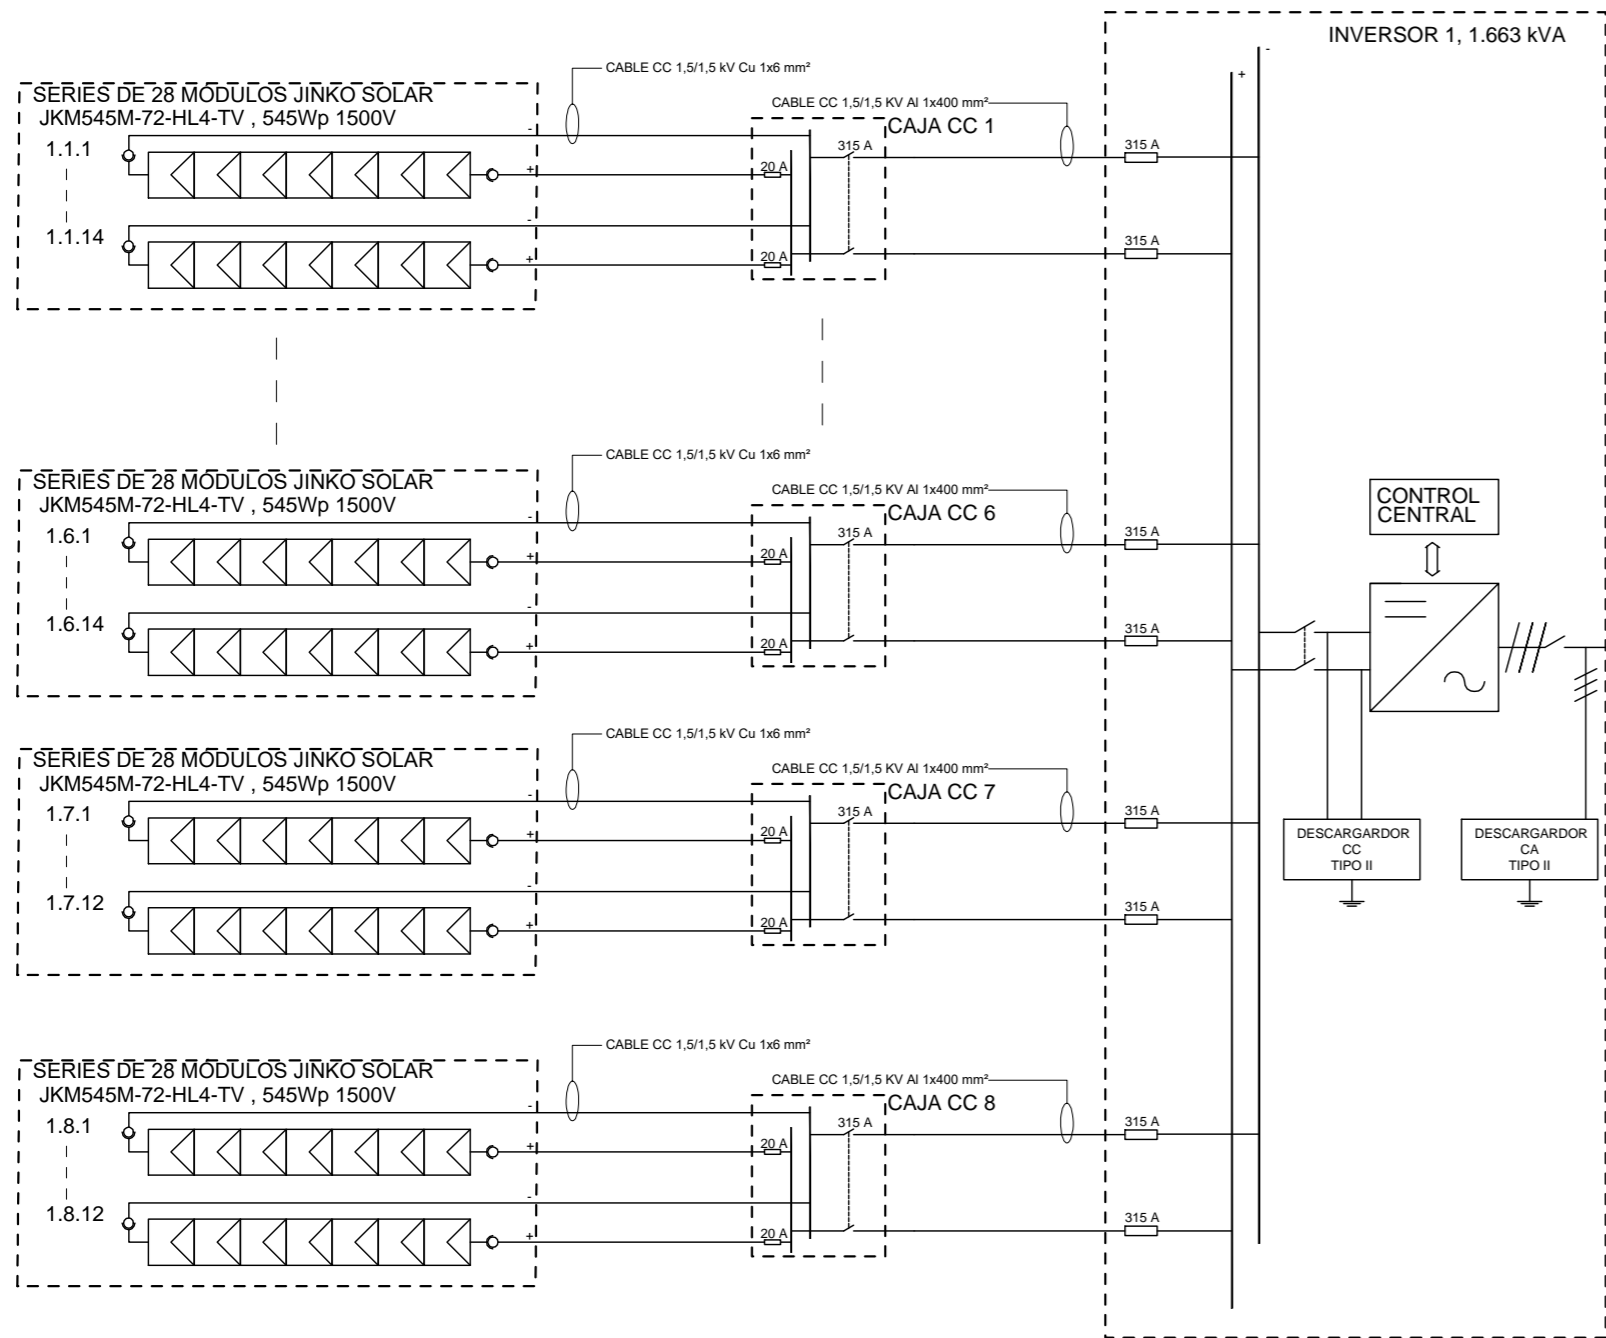 INVERSOR 1, 1.663 kVA
-
+
CABLE CC 1,5/1,5 kV Cu 1x6 mm²
SERIES DE 28 MÓDULOS JINKO SOLAR
JKM545M-72-HL4-TV , 545Wp 1500V
CABLE CC 1,5/1,5 KV Al 1x400 mm²
CAJA CC 1
1.1.1
-
+
20 A
315 A
315 A
1.1.14
-
+
20 A
315 A
CABLE CC 1,5/1,5 kV Cu 1x6 mm²
SERIES DE 28 MÓDULOS JINKO SOLAR
JKM545M-72-HL4-TV , 545Wp 1500V
CABLE CC 1,5/1,5 KV Al 1x400 mm²
CAJA CC 6
1.6.1
-
+
20 A
315 A
315 A
1.6.14
-
+
20 A
315 A
CONTROL
CENTRAL
CABLE CC 1,5/1,5 kV Cu 1x6 mm²
SERIES DE 28 MÓDULOS JINKO SOLAR
JKM545M-72-HL4-TV , 545Wp 1500V
CABLE CC 1,5/1,5 KV Al 1x400 mm²
CAJA CC 7
1.7.1
-
+
20 A
315 A
315 A
1.7.12
-
+
20 A
315 A
DESCARGARDOR
CC
TIPO II
DESCARGARDOR
CA
TIPO II
CABLE CC 1,5/1,5 kV Cu 1x6 mm²
SERIES DE 28 MÓDULOS JINKO SOLAR
JKM545M-72-HL4-TV , 545Wp 1500V
CABLE CC 1,5/1,5 KV Al 1x400 mm²
CAJA CC 8
1.8.1
-
+
20 A
315 A
315 A
1.8.12
-
+
20 A
315 A